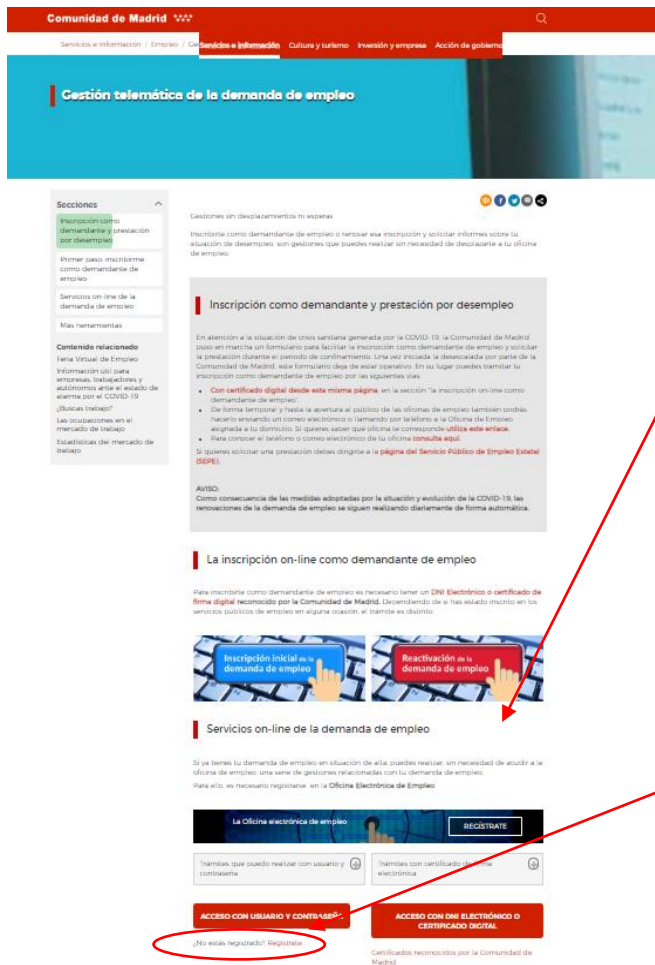 Comunidad de Madrid
Servicios e información / Empleo /
Servicios e información Cultura y turismo Inversión y empresa Acción de gobierno
Gestión telemática de la demanda de empleo
Secciones
Inscripción como
demandante y prestación
por desempleo
Primer paso: inscribirme
como demandante de
empleo
Servicios on-line de la
demanda de empleo
Más herramientas
Contenido relacionado
Feria Virtual de Empleo
Información útil para
empresas, trabajadores y
autónomos ante el estado de
alarma por el COVID-19
¿Buscas trabajo?
Las ocupaciones en el
mercado de trabajo
Estadísticas del mercado de
trabajo
Gestiones sin desplazamientos ni esperas
Inscribirte como demandante de empleo o renovar esa inscripción y solicitar informes sobre tu
situación de desempleo, son gestiones que puedes realizar sin necesidad de desplazarte a tu oficina
de empleo.
Inscripción como demandante y prestación por desempleo
En atención a la situación de crisis sanitaria generada por la COVID-19, la Comunidad de Madrid
puso en marcha un formulario para facilitar la inscripción como demandante de empleo y solicitar
la prestación durante el periodo de confinamiento. Una vez iniciada la desescalada por parte de la
Comunidad de Madrid, este formulario deja de estar operativo. En su lugar puedes tramitar tu
inscripción como demandante de empleo por las siguientes vías:
• Con certificado digital desde esta misma página, en la sección "la inscripción on-line como
demandante de empleo".
• De forma temporal y hasta la apertura al público de las oficinas de empleo también podrás
hacerlo enviando un correo electrónico o llamando por teléfono a la Oficina de Empleo
asignada a tu domicilio. Si quieres saber qué oficina te corresponde utiliza este enlace.
• Para conocer el teléfono o correo electrónico de tu oficina consulta aquí.
Si quieres solicitar una prestación debes dirigirte a la página del Servicio Público de Empleo Estatal
(SEPE).
AVISO:
Como consecuencia de las medidas adoptadas por la situación y evolución de la COVID-19, las
renovaciones de la demanda de empleo se siguen realizando diariamente de forma automática.
La inscripción on-line como demandante de empleo
Para inscribirte como demandante de empleo es necesario tener un DNI Electrónico o certificado de
firma digital reconocido por la Comunidad de Madrid. Dependiendo de si has estado inscrito en los
servicios públicos de empleo en alguna ocasión, el trámite es distinto.
Inscripción inicial de la
demanda de empleo
Reactivación de la
demanda de empleo
Servicios on-line de la demanda de empleo
Si ya tienes tu demanda de empleo en situación de alta, puedes realizar, sin necesidad de acudir a la
oficina de empleo, una serie de gestiones relacionadas con tu demanda de empleo.
Para ello, es necesario registrarse, en la Oficina Electrónica de Empleo.
La Oficina electrónica de empleo
REGÍSTRATE
Trámites que puedo realizar con usuario y
contraseña
Trámites con certificado de firma
electrónica
ACCESO CON USUARIO Y CONTRASEÑA
ACCESO CON DNI ELECTRÓNICO O
CERTIFICADO DIGITAL
¿No estás registrado? Regístrate
Certificados reconocidos por la Comunidad de
Madrid